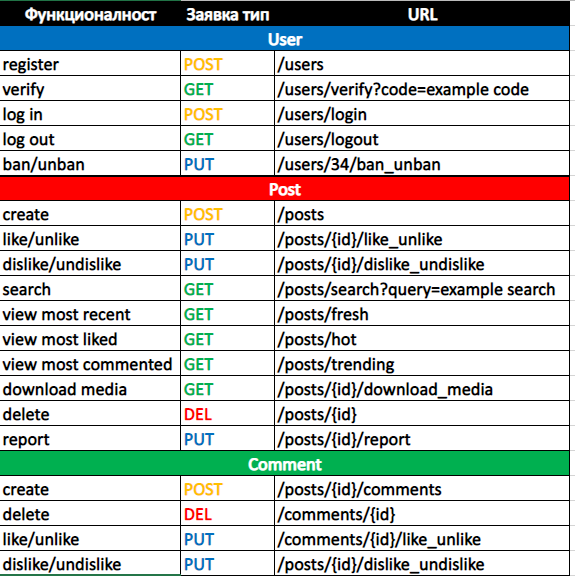 Функционалност Заявка тип URL
User
register POST /users
verify GET /users/verify?code=example code
log in POST /users/login
log out GET /users/logout
ban/unban PUT /users/34/ban_unban
Post
create POST /posts
like/unlike PUT /posts/{id}/like_unlike
dislike/undislike PUT /posts/{id}/dislike_undislike
search GET /posts/search?query=example search
view most recent GET /posts/fresh
view most liked GET /posts/hot
view most commented GET /posts/trending
download media GET /posts/{id}/download_media
delete DEL /posts/{id}
report PUT /posts/{id}/report
Comment
create POST /posts/{id}/comments
delete DEL /comments/{id}
like/unlike PUT /comments/{id}/like_unlike
dislike/undislike PUT /posts/{id}/dislike_undislike